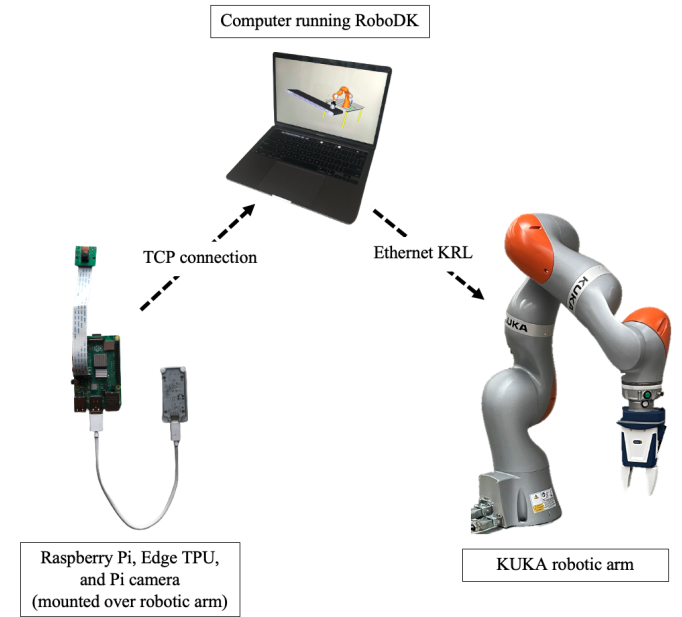 Computer running RoboDK
TCP connection
Ethernet KRL
KUKA
KUKA
Raspberry Pi, Edge TPU,
and Pi camera
(mounted over robotic arm)
KUKA robotic arm